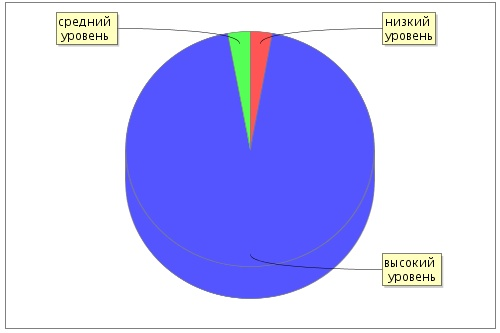 средний
уровень
низкий
уровень
высокий
уровень